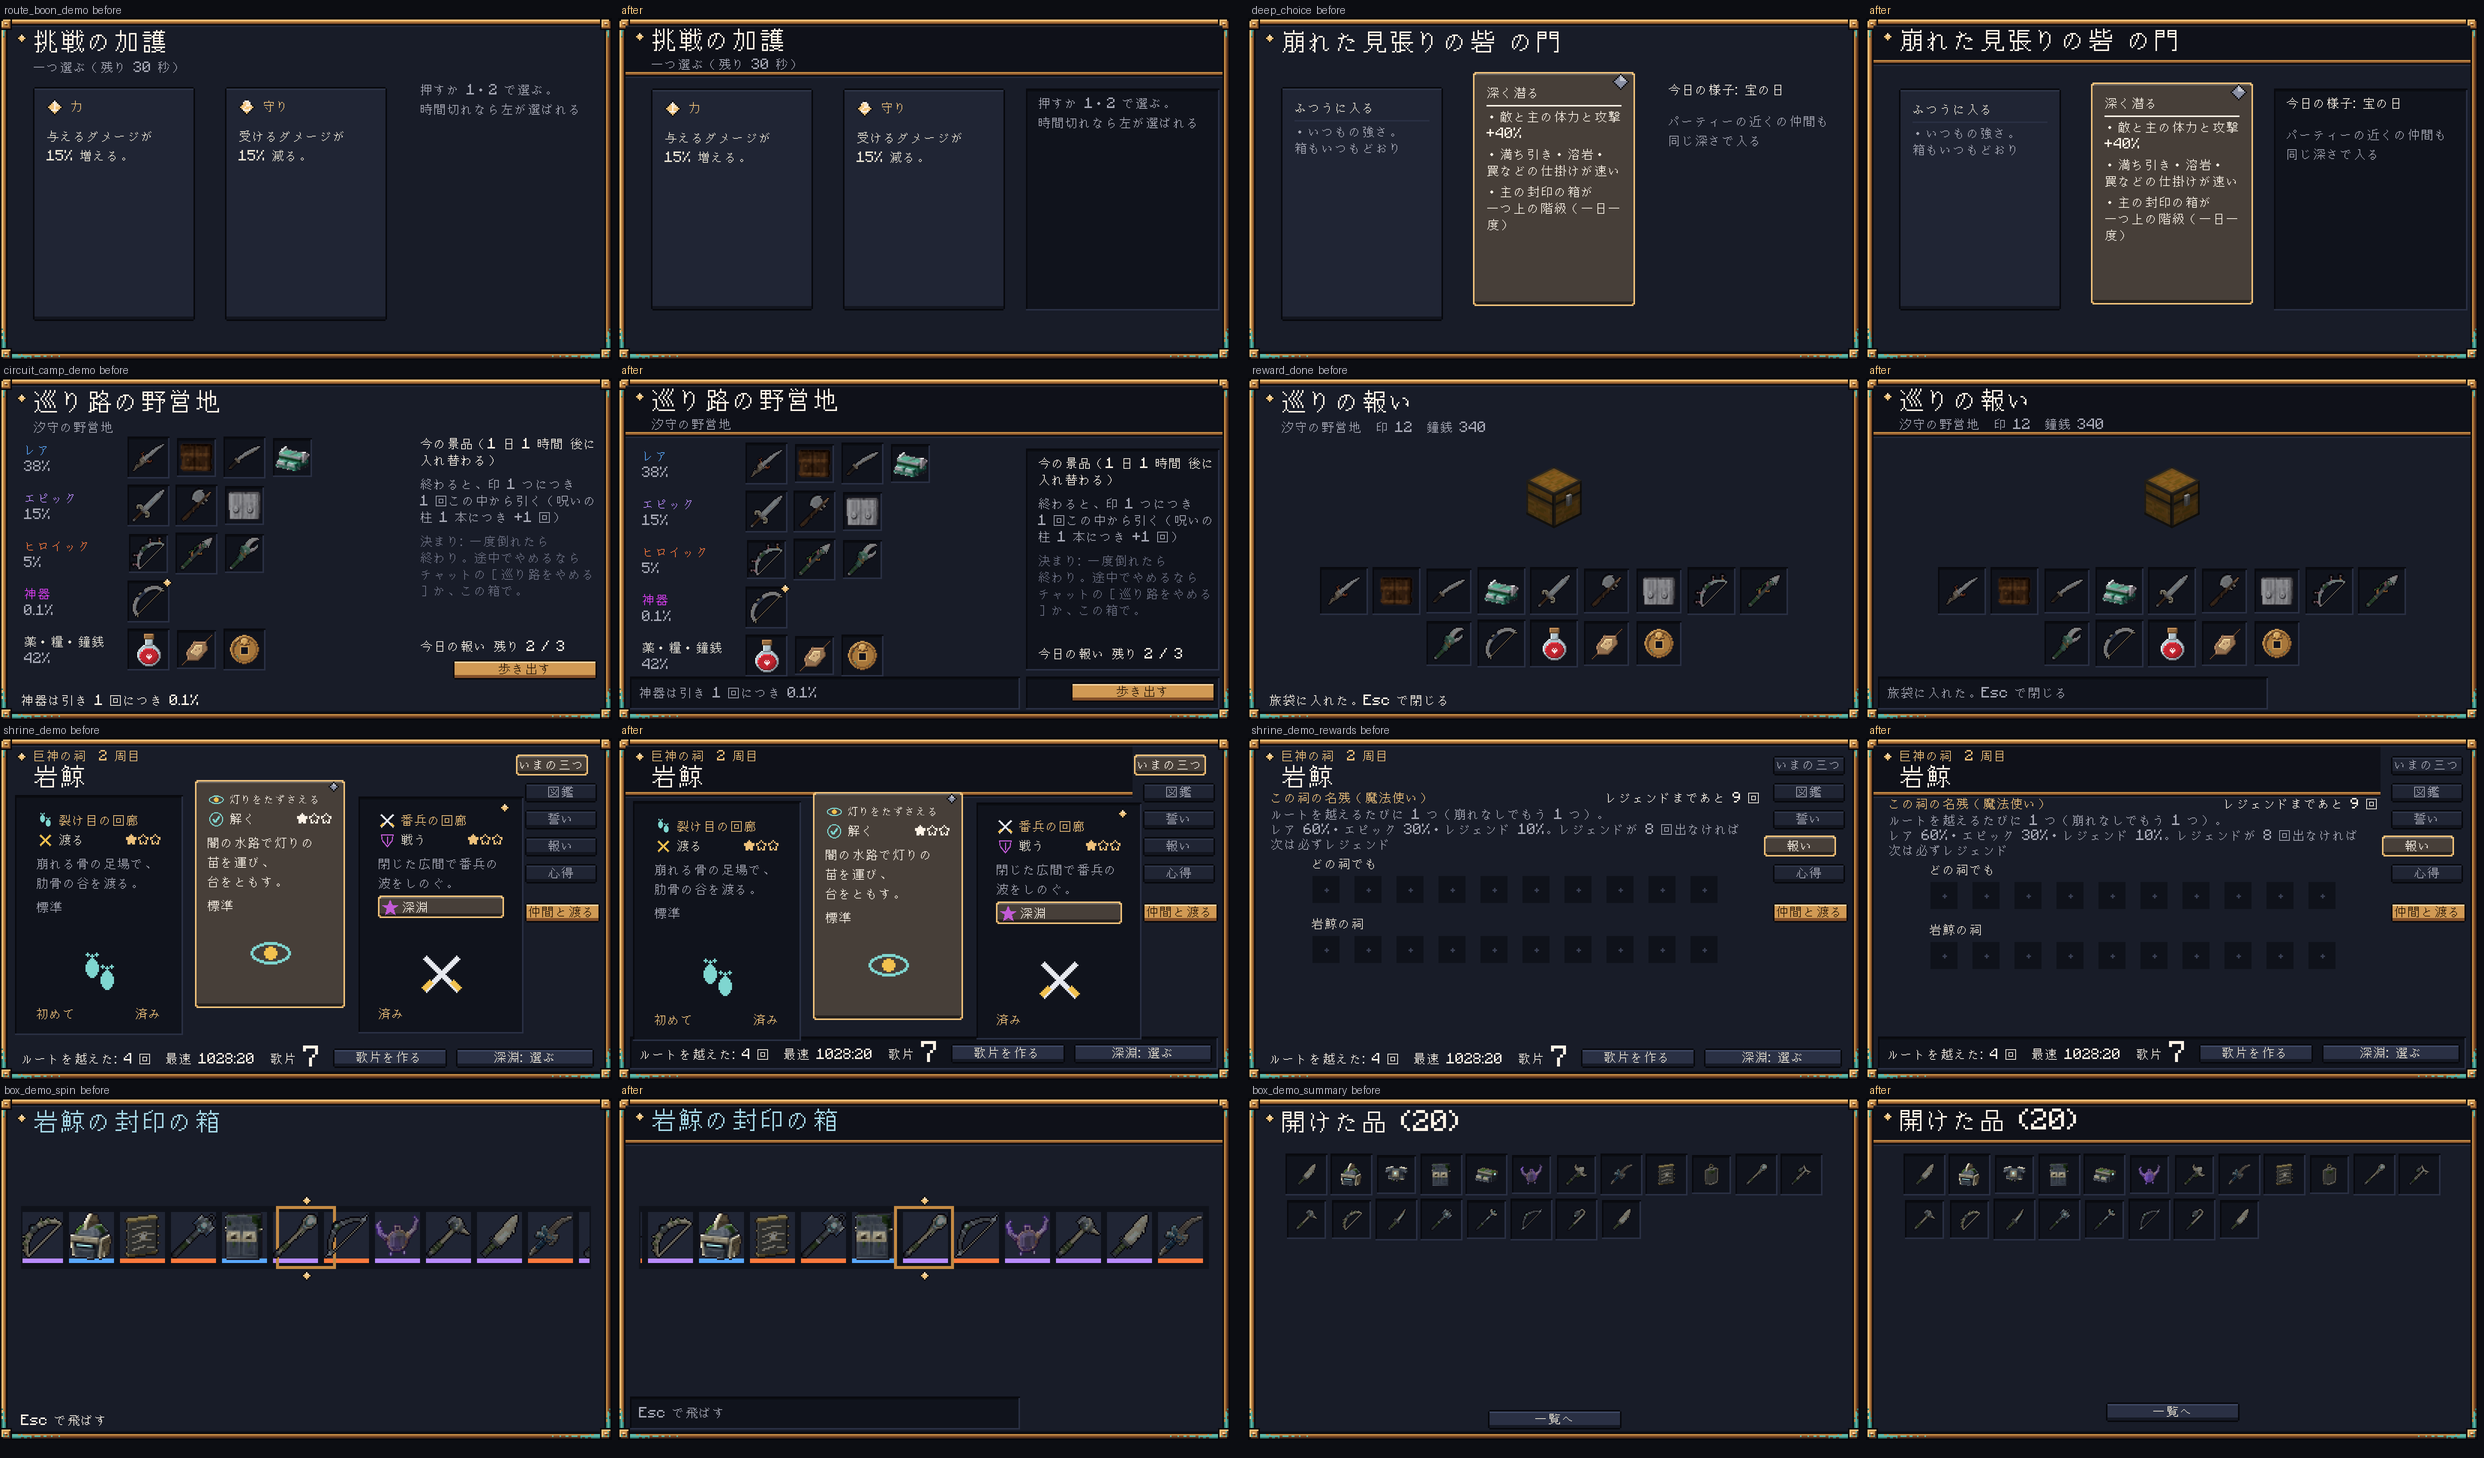 route_boon_demo before
挑戦の加護
一つ選ぶ（残り 30 秒）
力
与えるダメージが
15% 増える。
守り
受けるダメージが
15% 減る。
押すか 1・2 で選ぶ。
時間切れなら左が選ばれる
after
挑戦の加護
一つ選ぶ（残り 30 秒）
力
与えるダメージが
15% 増える。
守り
受けるダメージが
15% 減る。
押すか 1・2 で選ぶ。
時間切れなら左が選ばれる
deep_choice before
崩れた見張りの砦 の門
ふつうに入る
・いつもの強さ。
箱もいつもどおり
深く潜る
・敵と主の体力と攻撃
+40%
・満ち引き・溶岩・
罠などの仕掛けが速い
・主の封印の箱が
一つ上の階級（一日一
度）
今日の様子: 宝の日
パーティーの近くの仲間も
同じ深さで入る
after
崩れた見張りの砦 の門
ふつうに入る
・いつもの強さ。
箱もいつもどおり
深く潜る
・敵と主の体力と攻撃
+40%
・満ち引き・溶岩・
罠などの仕掛けが速い
・主の封印の箱が
一つ上の階級（一日一
度）
今日の様子: 宝の日
パーティーの近くの仲間も
同じ深さで入る
circuit_camp_demo before
巡り路の野営地
汐守の野営地
レア
38%
エピック
15%
ヒロイック
5%
神器
0.1%
薬・糧・鐘銭
42%
今の景品（1 日 1 時間 後に
入れ替わる）
終わると、印 1 つにつき
1 回この中から引く（呪いの
柱 1 本につき +1 回）
決まり: 一度倒れたら
終わり。途中でやめるなら
チャットの［巡り路をやめる
］か、この箱で。
今日の報い 残り 2 / 3
歩き出す
神器は引き 1 回につき 0.1%
after
巡り路の野営地
汐守の野営地
レア
38%
エピック
15%
ヒロイック
5%
神器
0.1%
薬・糧・鐘銭
42%
今の景品（1 日 1 時間 後に
入れ替わる）
終わると、印 1 つにつき
1 回この中から引く（呪いの
柱 1 本につき +1 回）
決まり: 一度倒れたら
終わり。途中でやめるなら
チャットの［巡り路をやめる
］か、この箱で。
今日の報い 残り 2 / 3
神器は引き 1 回につき 0.1%
歩き出す
reward_done before
巡りの報い
汐守の野営地 印 12 鐘銭 340
旅袋に入れた。Esc で閉じる
after
巡りの報い
汐守の野営地 印 12 鐘銭 340
旅袋に入れた。Esc で閉じる
shrine_demo before
巨神の祠 2 周目
岩鯨
裂け目の回廊
渡る
崩れる骨の足場で、
肋骨の谷を渡る。
標準
初めて 済み
灯りをたずさえる
解く
闇の水路で灯りの
苗を運び、
台をともす。
標準
番兵の回廊
戦う
閉じた広間で番兵の
波をしのぐ。
深淵
済み
いまの三つ
図鑑
誓い
報い
心得
仲間と渡る
ルートを越えた: 4 回 最速 1028:20 歌片 7
歌片を作る
深淵: 選ぶ
after
巨神の祠 2 周目
岩鯨
裂け目の回廊
渡る
崩れる骨の足場で、
肋骨の谷を渡る。
標準
初めて 済み
灯りをたずさえる
解く
闇の水路で灯りの
苗を運び、
台をともす。
標準
番兵の回廊
戦う
閉じた広間で番兵の
波をしのぐ。
深淵
済み
いまの三つ
図鑑
誓い
報い
心得
仲間と渡る
ルートを越えた: 4 回 最速 1028:20 歌片 7
歌片を作る
深淵: 選ぶ
shrine_demo_rewards before
巨神の祠 2 周目
岩鯨
この祠の名残（魔法使い） レジェンドまであと 9 回
ルートを越えるたびに 1 つ（崩れなしでもう 1 つ）。
レア 60%・エピック 30%・レジェンド 10%。レジェンドが 8 回出なければ
次は必ずレジェンド
どの祠でも
岩鯨の祠
いまの三つ
図鑑
誓い
報い
心得
仲間と渡る
ルートを越えた: 4 回 最速 1028:20 歌片 7
歌片を作る
深淵: 選ぶ
after
巨神の祠 2 周目
岩鯨
この祠の名残（魔法使い） レジェンドまであと 9 回
ルートを越えるたびに 1 つ（崩れなしでもう 1 つ）。
レア 60%・エピック 30%・レジェンド 10%。レジェンドが 8 回出なければ
次は必ずレジェンド
どの祠でも
岩鯨の祠
いまの三つ
図鑑
誓い
報い
心得
仲間と渡る
ルートを越えた: 4 回 最速 1028:20 歌片 7
歌片を作る
深淵: 選ぶ
box_demo_spin before
岩鯨の封印の箱
Esc で飛ばす
after
岩鯨の封印の箱
Esc で飛ばす
box_demo_summary before
開けた品 (20)
一覧へ
after
開けた品 (20)
一覧へ